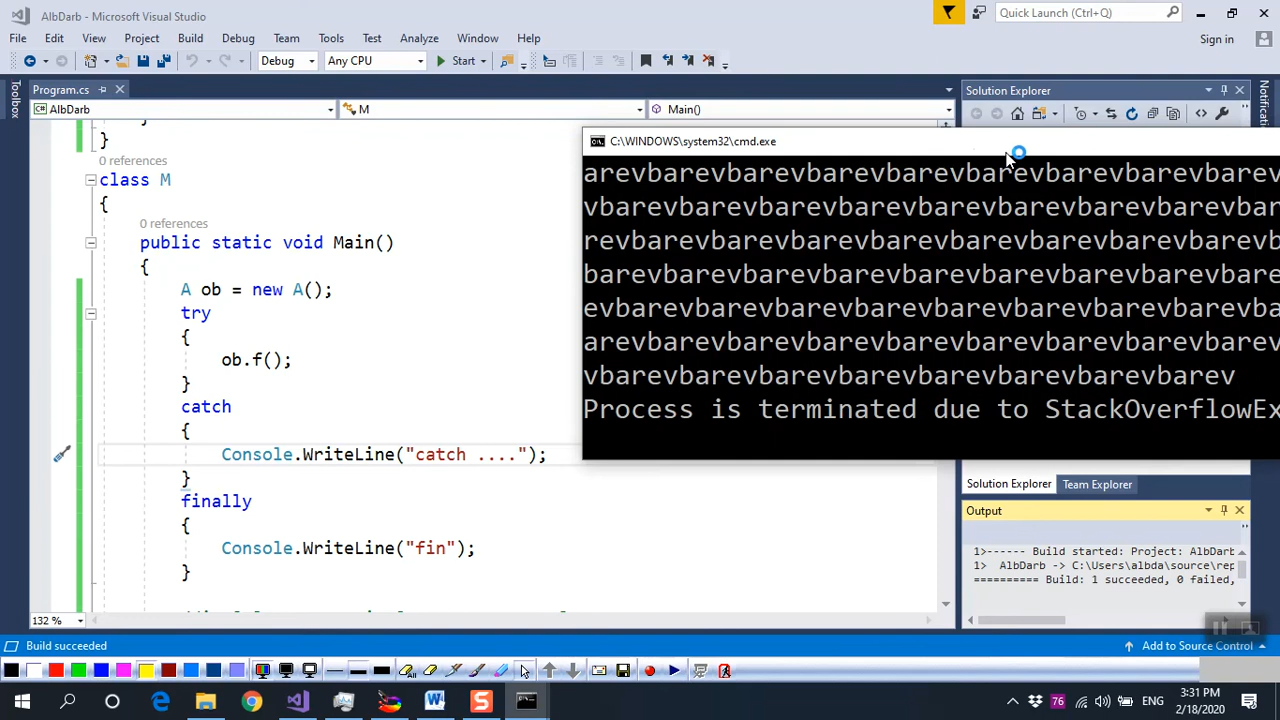 AlbDarb - Microsoft Visual Studio
Quick Launch (Ctrl+Q)
File Edit View Project Build Debug Team Tools Test Analyze Window Help
Sign in
Debug Any CPU Start
Toolbox
Program.cs
Solution Explorer
Notifications
AlbDarb M Main()
}
0 references
class M
{
0 references
public static void Main()
{
A ob = new A();
try
{
ob.f();
}
catch
{
Console.WriteLine("catch ....");
}
finally
{
Console.WriteLine("fin");
}
132 %
C:\WINDOWS\system32\cmd.exe
arevbarevbarevbarevbarevbarevbarevbarevbarev
vbarevbarevbarevbarevbarevbarevbarevbarevbar
revbarevbarevbarevbarevbarevbarevbarevbarevb
barevbarevbarevbarevbarevbarevbarevbarevbare
evbarevbarevbarevbarevbarevbarevbarevbarevba
arevbarevbarevbarevbarevbarevbarevbarevbarev
vbarevbarevbarevbarevbarevbarevbarevbarev
Process is terminated due to StackOverflowEx
Solution Explorer Team Explorer
Output
1>------ Build started: Project: AlbDarb
1> AlbDarb -> C:\Users\albda\source\rep
========== Build: 1 succeeded, 0 failed,
Build succeeded
Add to Source Control
76
ENG
3:31 PM
2/18/2020